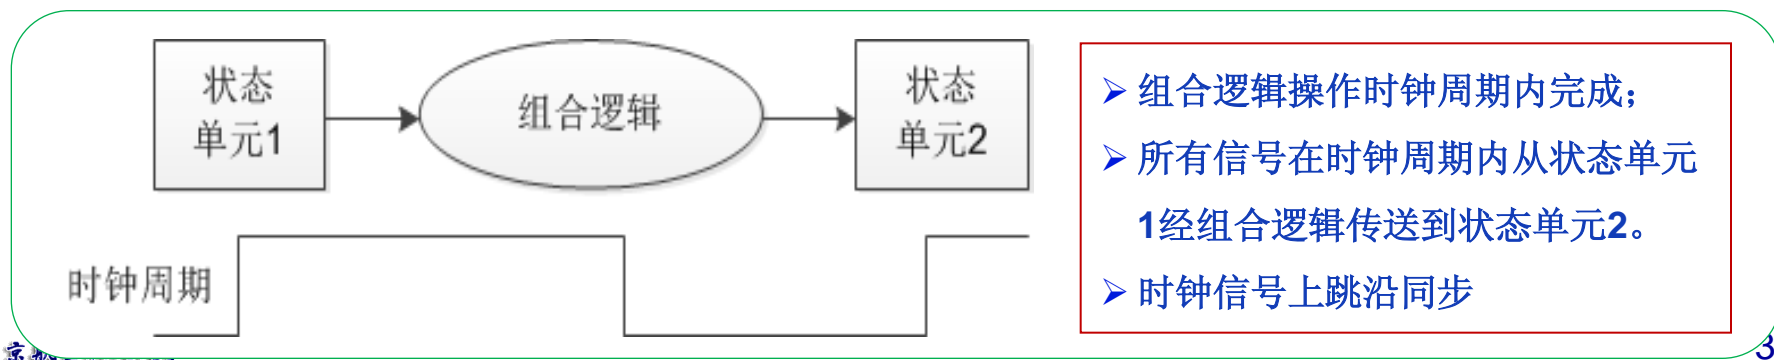 状态
单元1
组合逻辑
状态
单元2
时钟周期
➢ 组合逻辑操作时钟周期内完成；
➢ 所有信号在时钟周期内从状态单元
1经组合逻辑传送到状态单元2。
➢ 时钟信号上跳沿同步
3